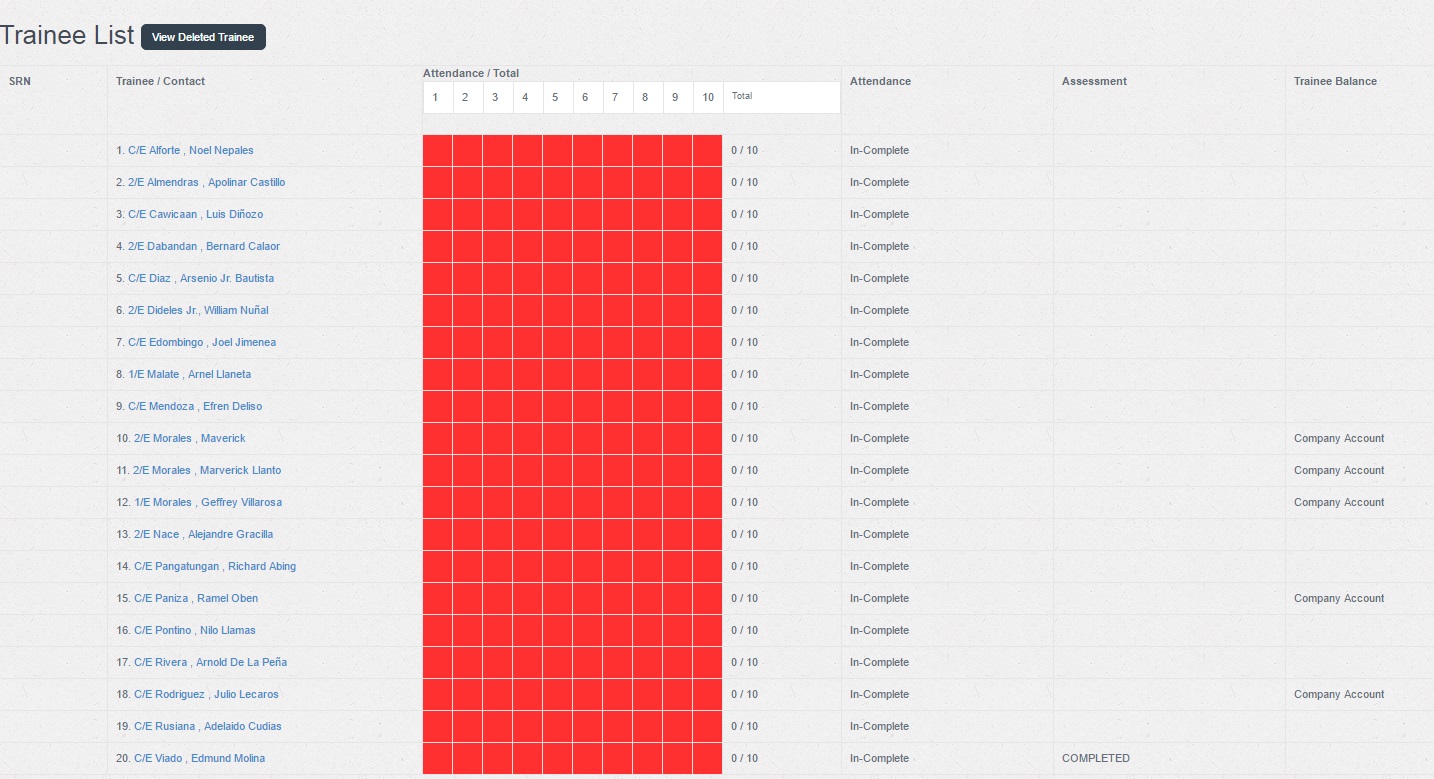 Trainee List View Deleted Trainee
SRN Trainee / Contact Attendance / Total Attendance Assessment Trainee Balance
1 2 3 4 5 6 7 8 9 10 Total
1. C/E Alforte , Noel Nepales 0 / 10 In-Complete
2. 2/E Almendras , Apolinar Castillo 0 / 10 In-Complete
3. C/E Cawicaan , Luis Diñozo 0 / 10 In-Complete
4. 2/E Dabandan , Bernard Calaor 0 / 10 In-Complete
5. C/E Diaz , Arsenio Jr. Bautista 0 / 10 In-Complete
6. 2/E Dideles Jr., William Nuñal 0 / 10 In-Complete
7. C/E Edombingo , Joel Jimenea 0 / 10 In-Complete
8. 1/E Malate , Arnel Llaneta 0 / 10 In-Complete
9. C/E Mendoza , Efren Deliso 0 / 10 In-Complete
10. 2/E Morales , Maverick 0 / 10 In-Complete Company Account
11. 2/E Morales , Marverick Llanto 0 / 10 In-Complete Company Account
12. 1/E Morales , Geffrey Villarosa 0 / 10 In-Complete Company Account
13. 2/E Nace , Alejandre Gracilla 0 / 10 In-Complete
14. C/E Pangatungan , Richard Abing 0 / 10 In-Complete
15. C/E Paniza , Ramel Oben 0 / 10 In-Complete Company Account
16. C/E Pontino , Nilo Llamas 0 / 10 In-Complete
17. C/E Rivera , Arnold De La Peña 0 / 10 In-Complete
18. C/E Rodriguez , Julio Lecaros 0 / 10 In-Complete Company Account
19. C/E Rusiana , Adelaido Cudias 0 / 10 In-Complete
20. C/E Viado , Edmund Molina 0 / 10 In-Complete COMPLETED